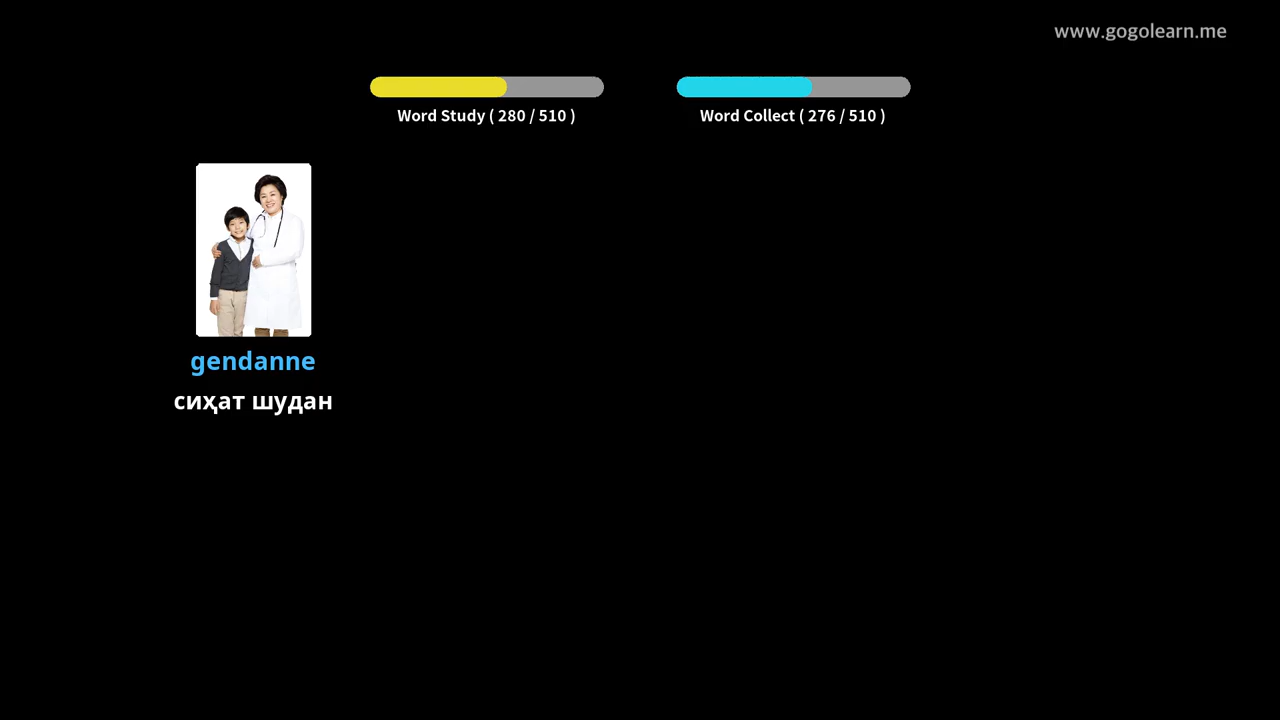 www.gogolearn.me
Word Study ( 280 / 510 )
Word Collect ( 276 / 510 )
gendanne
сиҳат шудан